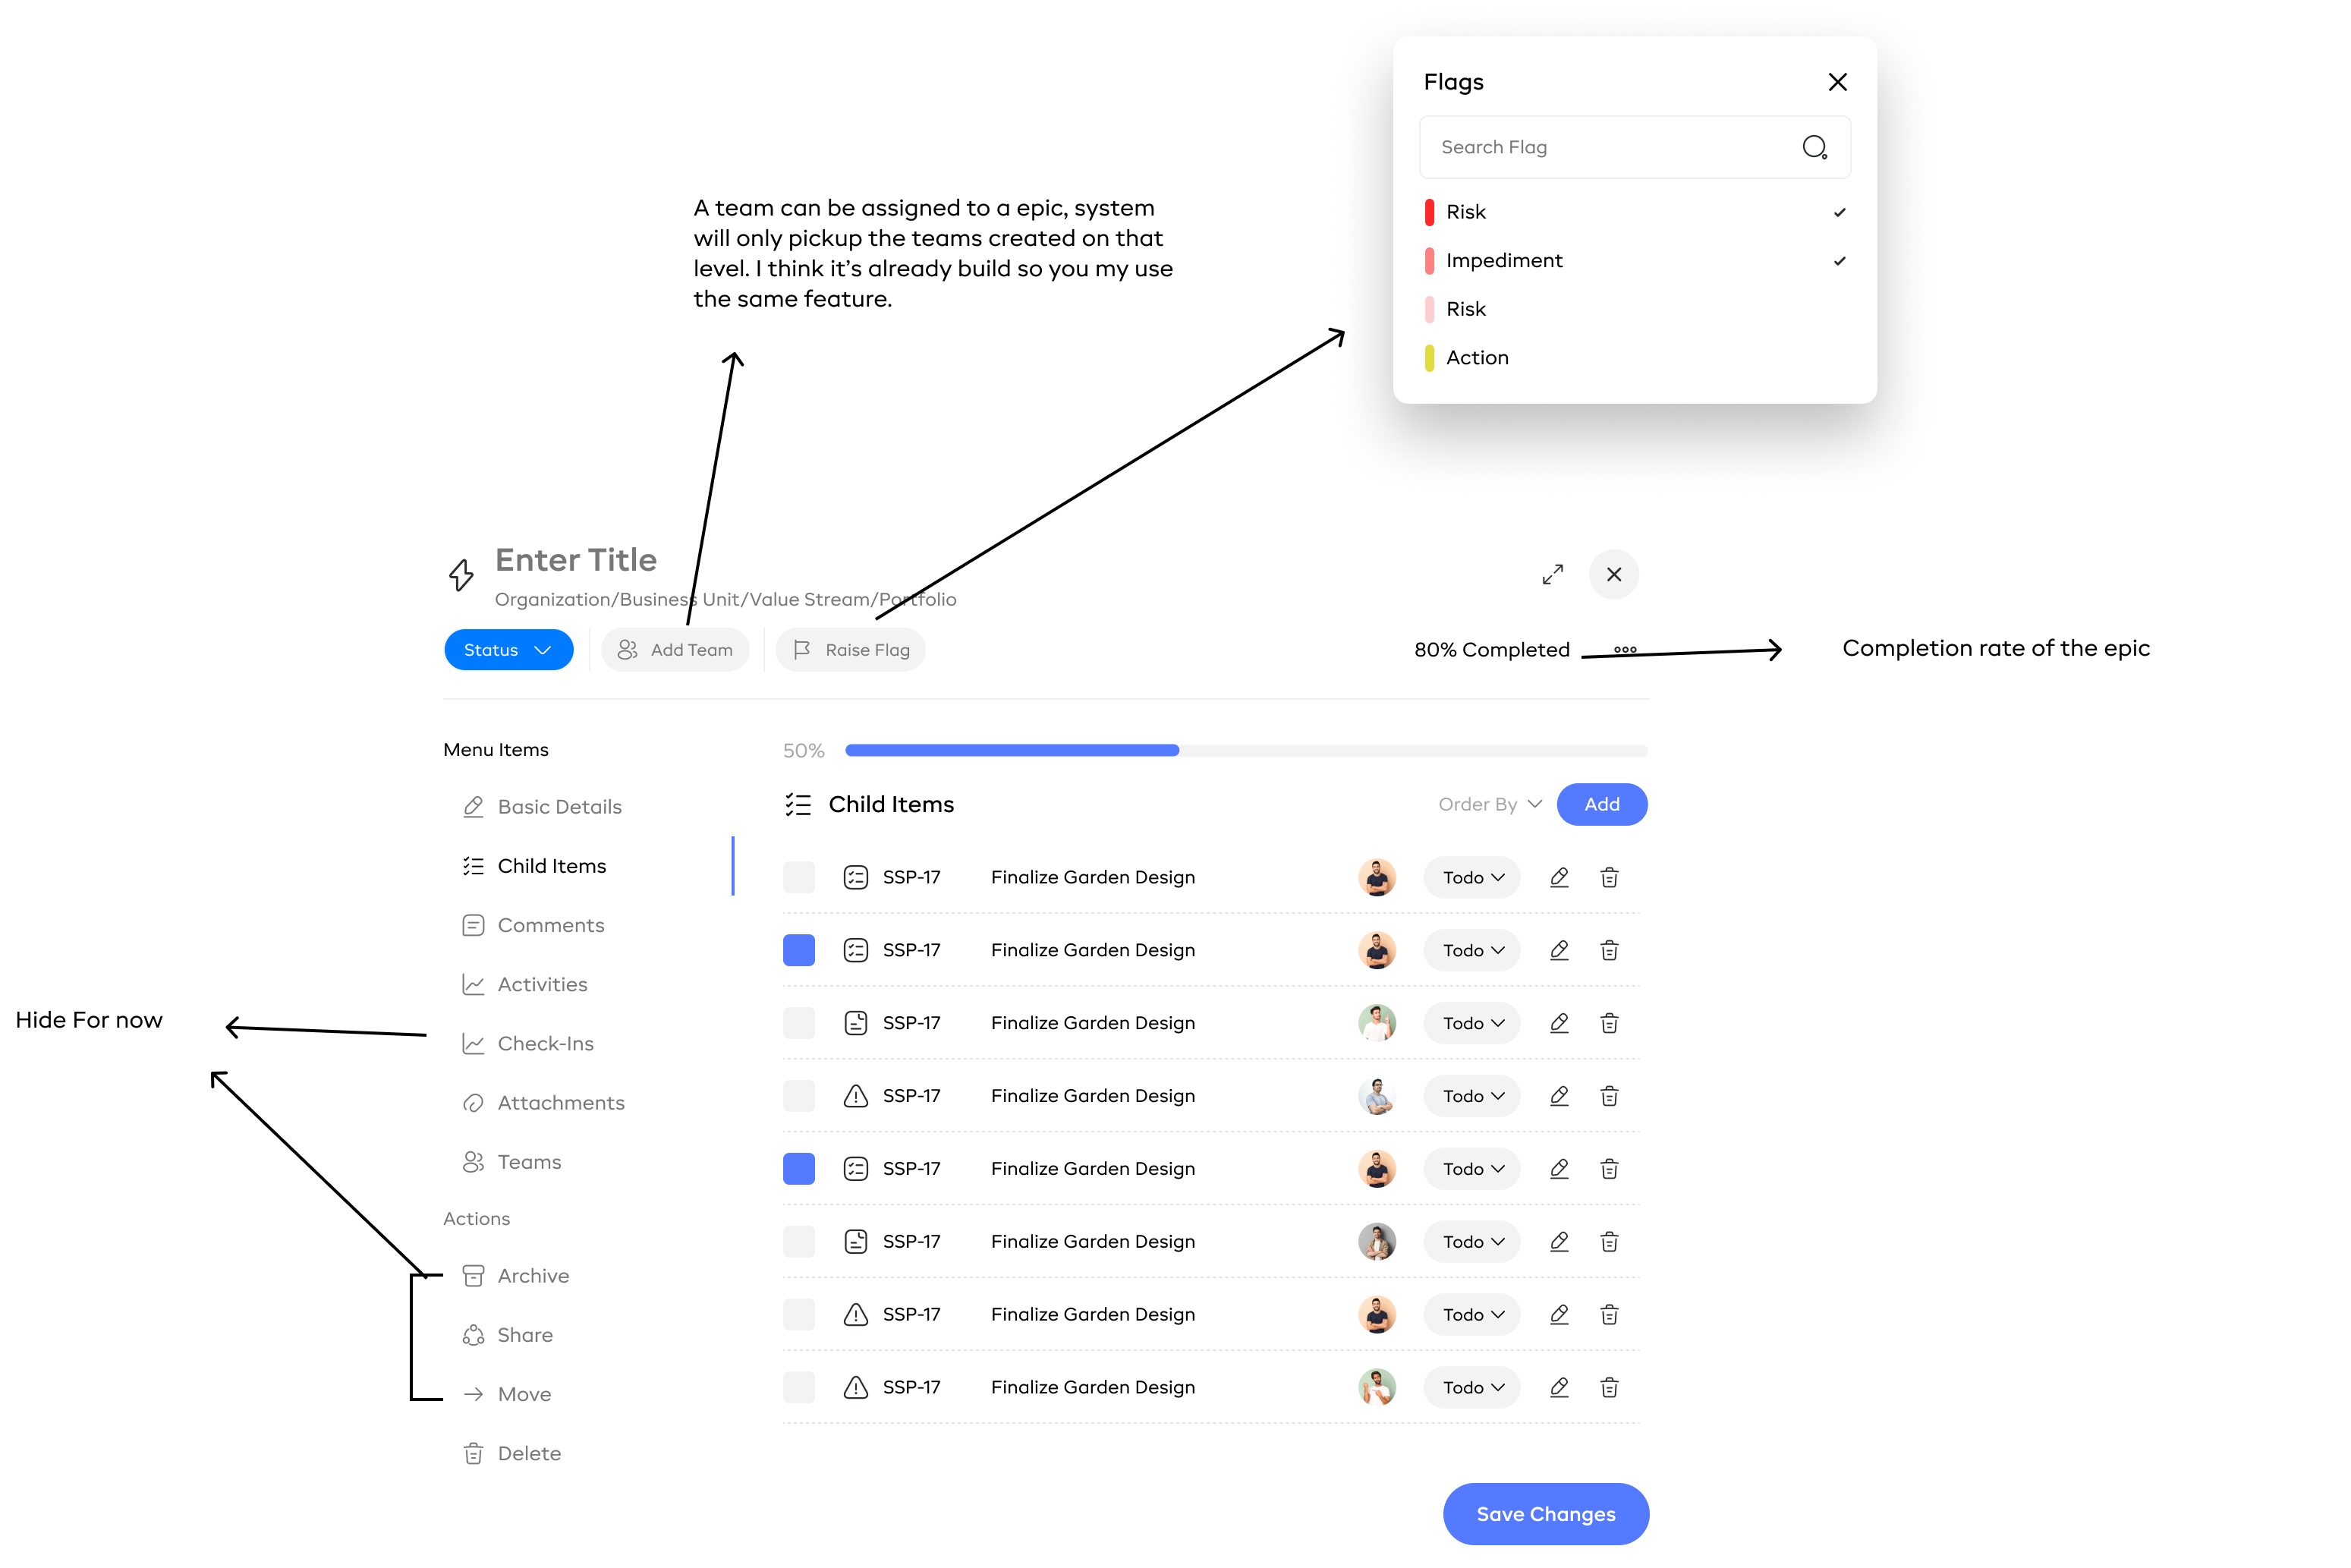 Flags
Search Flag
Risk
Impediment
Risk
Action
A team can be assigned to a epic, system
will only pickup the teams created on that
level. I think it’s already build so you my use
the same feature.
Enter Title
Organization/Business Unit/Value Stream/Portfolio
Status
Add Team
Raise Flag
80% Completed
Completion rate of the epic
Menu Items
Basic Details
Child Items
Comments
Activities
Check-Ins
Attachments
Teams
Actions
Archive
Share
Move
Delete
Hide For now
50%
Child Items
Order By
Add
SSP-17 Finalize Garden Design Todo
SSP-17 Finalize Garden Design Todo
SSP-17 Finalize Garden Design Todo
SSP-17 Finalize Garden Design Todo
SSP-17 Finalize Garden Design Todo
SSP-17 Finalize Garden Design Todo
SSP-17 Finalize Garden Design Todo
SSP-17 Finalize Garden Design Todo
Save Changes